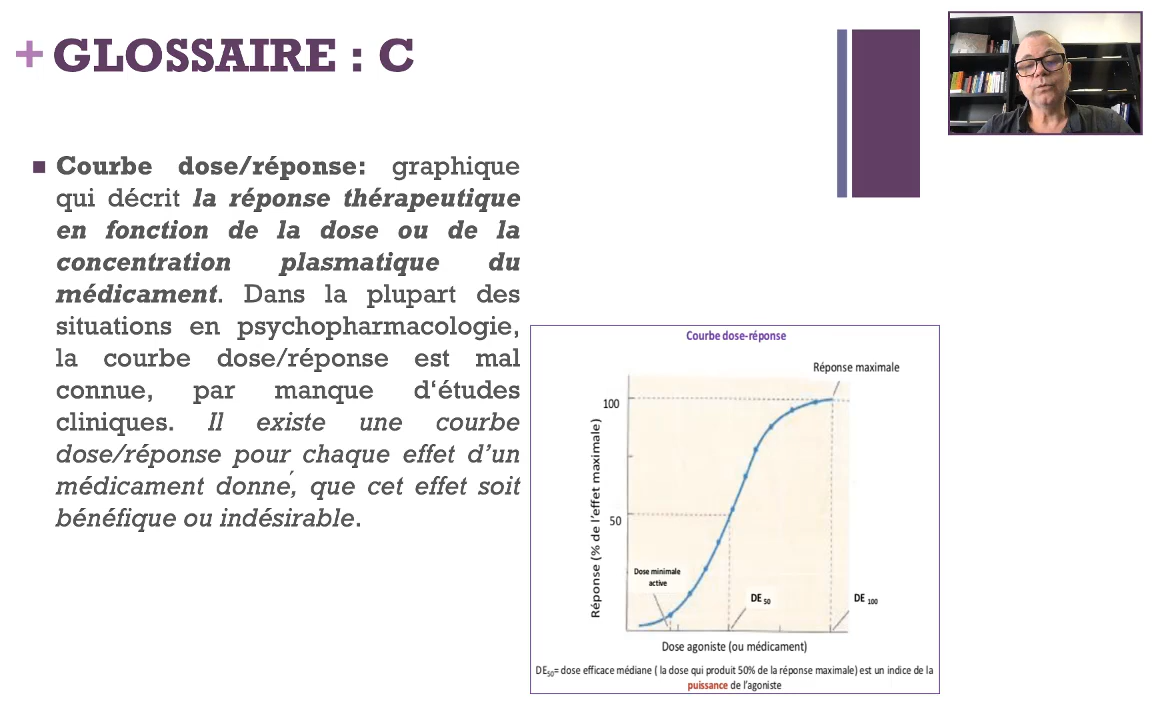 + GLOSSAIRE : C
■ Courbe dose/réponse: graphique
qui décrit la réponse thérapeutique
en fonction de la dose ou de la
concentration plasmatique du
médicament. Dans la plupart des
situations en psychopharmacologie,
la courbe dose/réponse est mal
connue, par manque d‘études
cliniques. Il existe une courbe
dose/réponse pour chaque effet d’un
médicament donné, que cet effet soit
bénéfique ou indésirable.
Courbe dose-réponse
Réponse maximale
100
50
Réponse (% de l’effet maximale)
Dose minimale
active
DE 50
DE 100
Dose agoniste (ou médicament)
DE50= dose efficace médiane ( la dose qui produit 50% de la réponse maximale) est un indice de la
puissance de l’agoniste